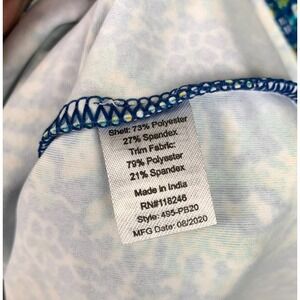 Shell: 73% Polyester
27% Spandex
Trim Fabric:
79% Polyester
21% Spandex
Made in India
RN#118246
Style: 495-PB20
MFG Date: 08/2020